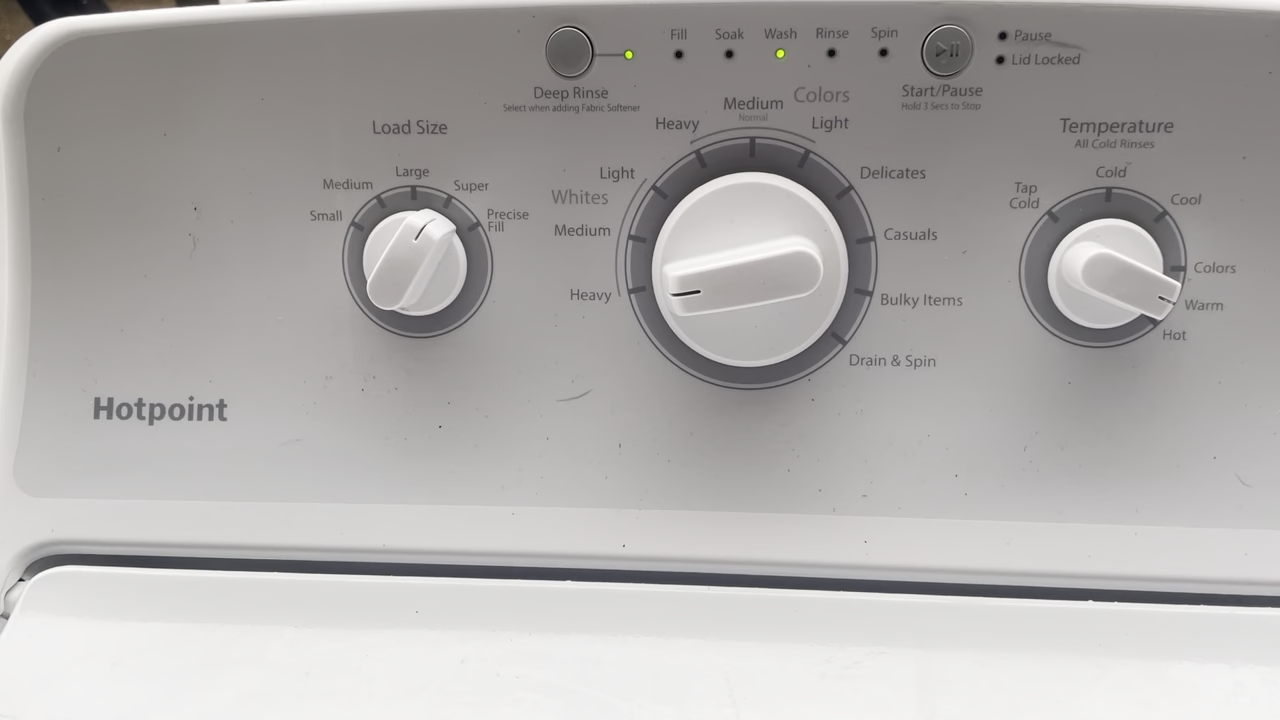 Fill Soak Wash Rinse Spin
Pause
Lid Locked
Deep Rinse
Select when adding Fabric Softener
Start/Pause
Hold 3 Secs to Stop
Load Size
Small
Medium
Large
Super
Precise
Fill
Colors
Heavy
Medium
Normal
Light
Whites
Light
Medium
Heavy
Delicates
Casuals
Bulky Items
Drain & Spin
Temperature
All Cold Rinses
Tap
Cold
Cold
Cool
Colors
Warm
Hot
Hotpoint